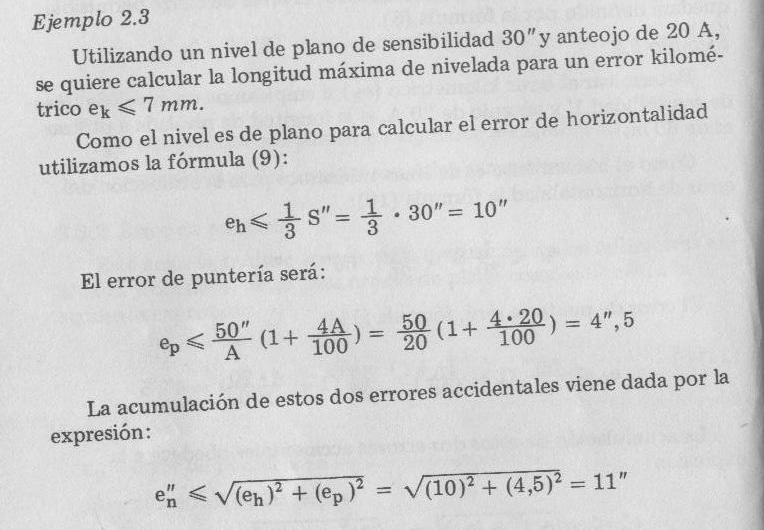 Ejemplo 2.3
Utilizando un nivel de plano de sensibilidad 30″ y anteojo de 20 A,
se quiere calcular la longitud máxima de nivelada para un error kilomé-
trico eₖ ⩽ 7 mm.
Como el nivel es de plano para calcular el error de horizontalidad
utilizamos la fórmula (9):
eₕ ⩽ 1/3 S″ = 1/3 · 30″ = 10″
El error de puntería será:
eₚ ⩽ 50″/A (1 + 4A/100) = 50/20 (1 + 4·20/100) = 4″,5
La acumulación de estos dos errores accidentales viene dada por la
expresión:
e″ₙ ⩽ √((eₕ)² + (eₚ)²) = √((10)² + (4,5)²) = 11″